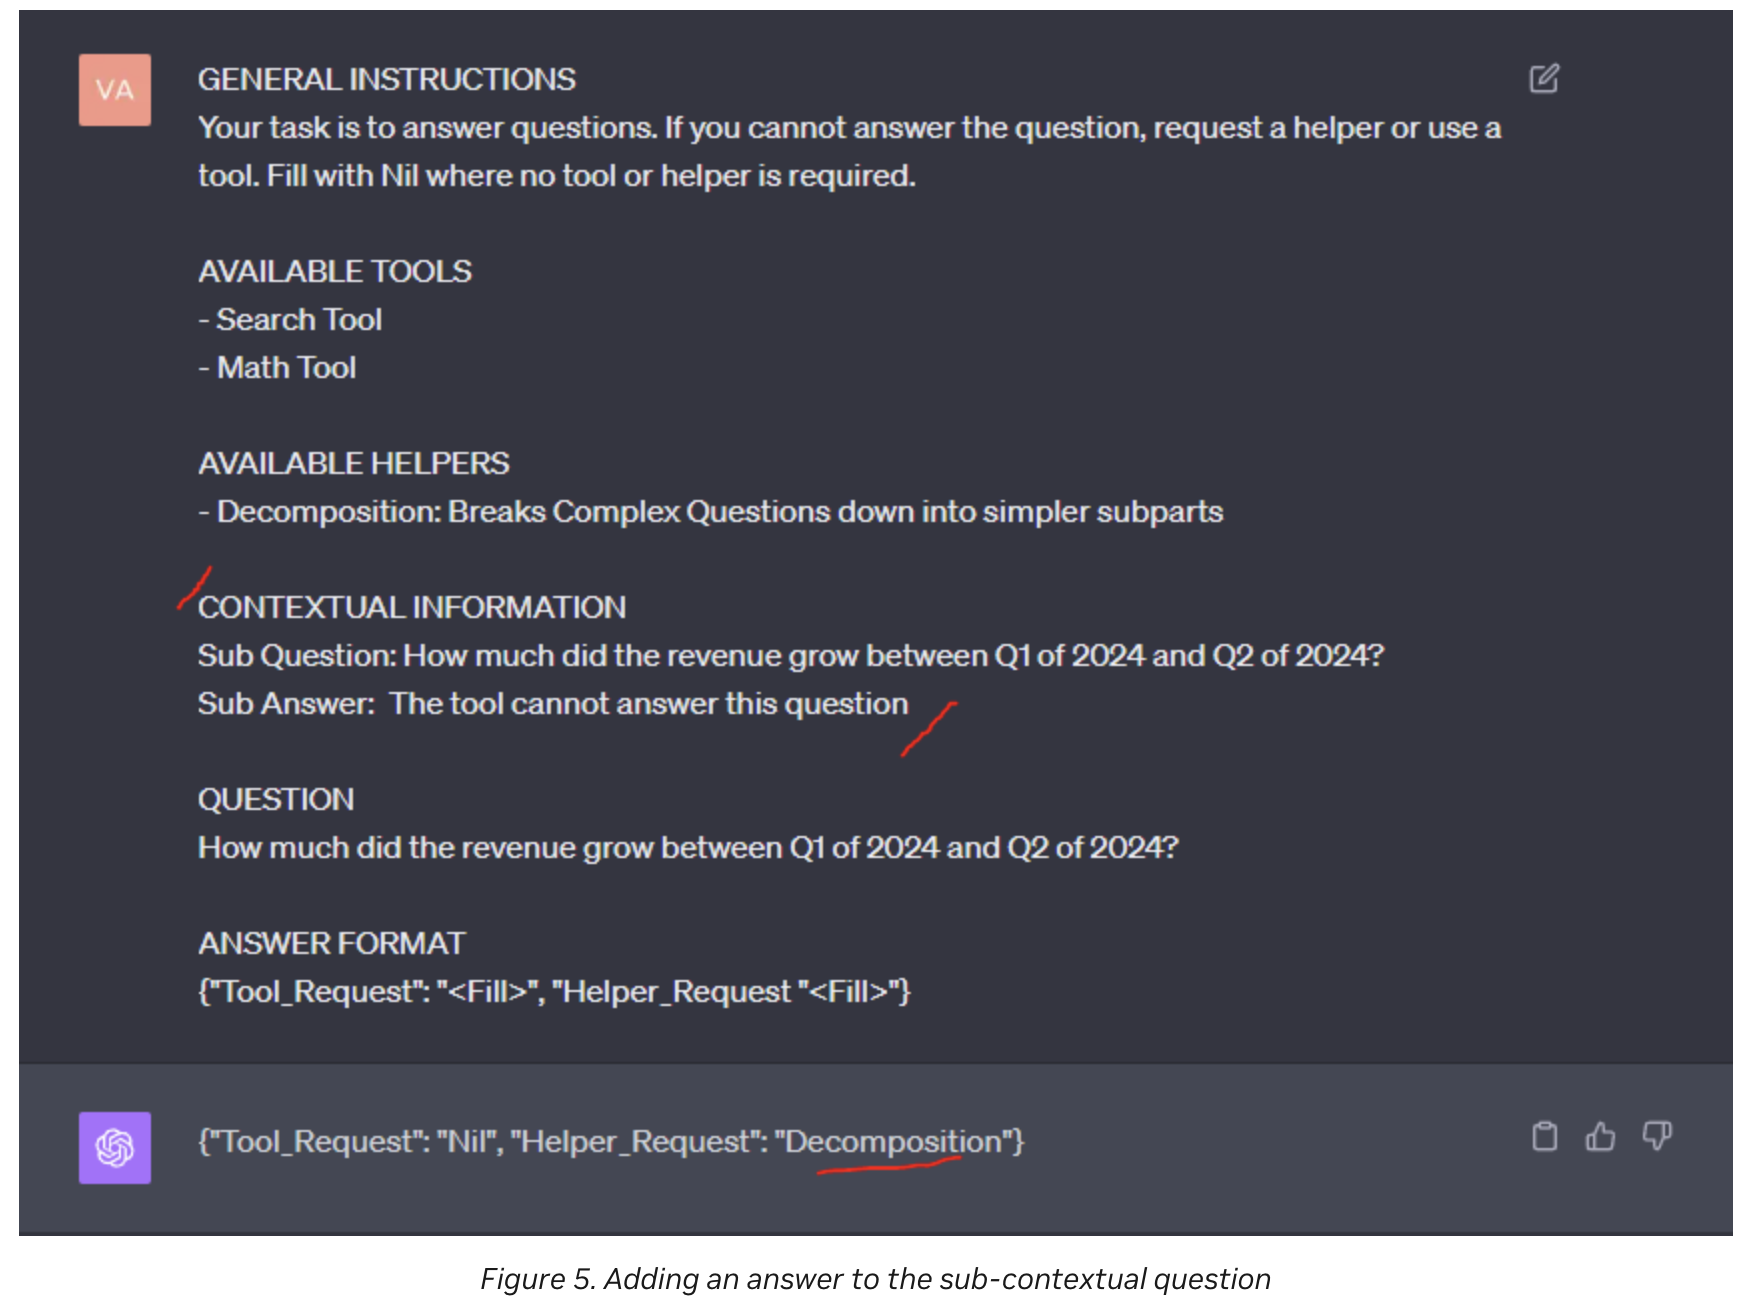 VA
GENERAL INSTRUCTIONS
Your task is to answer questions. If you cannot answer the question, request a helper or use a
tool. Fill with Nil where no tool or helper is required.
AVAILABLE TOOLS
- Search Tool
- Math Tool
AVAILABLE HELPERS
- Decomposition: Breaks Complex Questions down into simpler subparts
CONTEXTUAL INFORMATION
Sub Question: How much did the revenue grow between Q1 of 2024 and Q2 of 2024?
Sub Answer:  The tool cannot answer this question
QUESTION
How much did the revenue grow between Q1 of 2024 and Q2 of 2024?
ANSWER FORMAT
{"Tool_Request": "<Fill>", "Helper_Request "<Fill>"}
{"Tool_Request": "Nil", "Helper_Request": "Decomposition"}
Figure 5. Adding an answer to the sub-contextual question